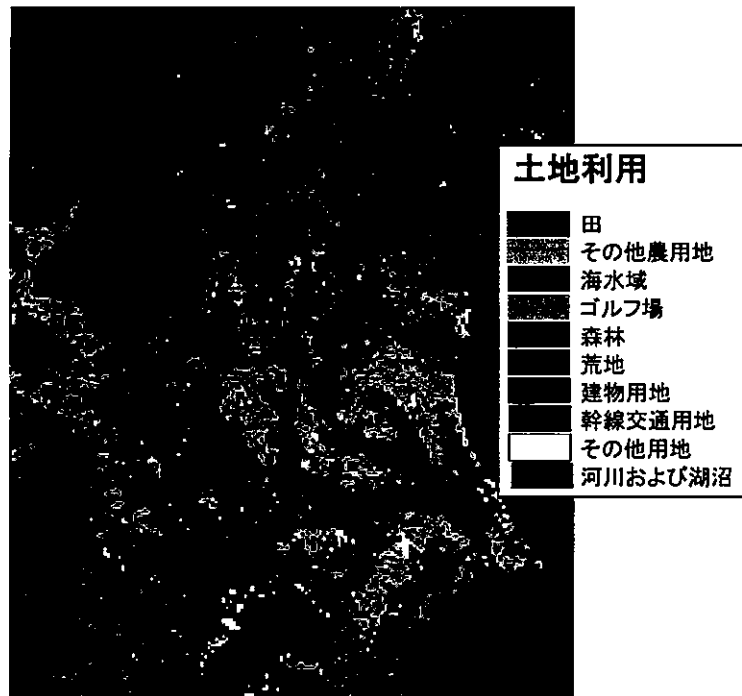 土地利用
田
その他農用地
海水域
ゴルフ場
森林
荒地
建物用地
幹線交通用地
その他用地
河川および湖沼